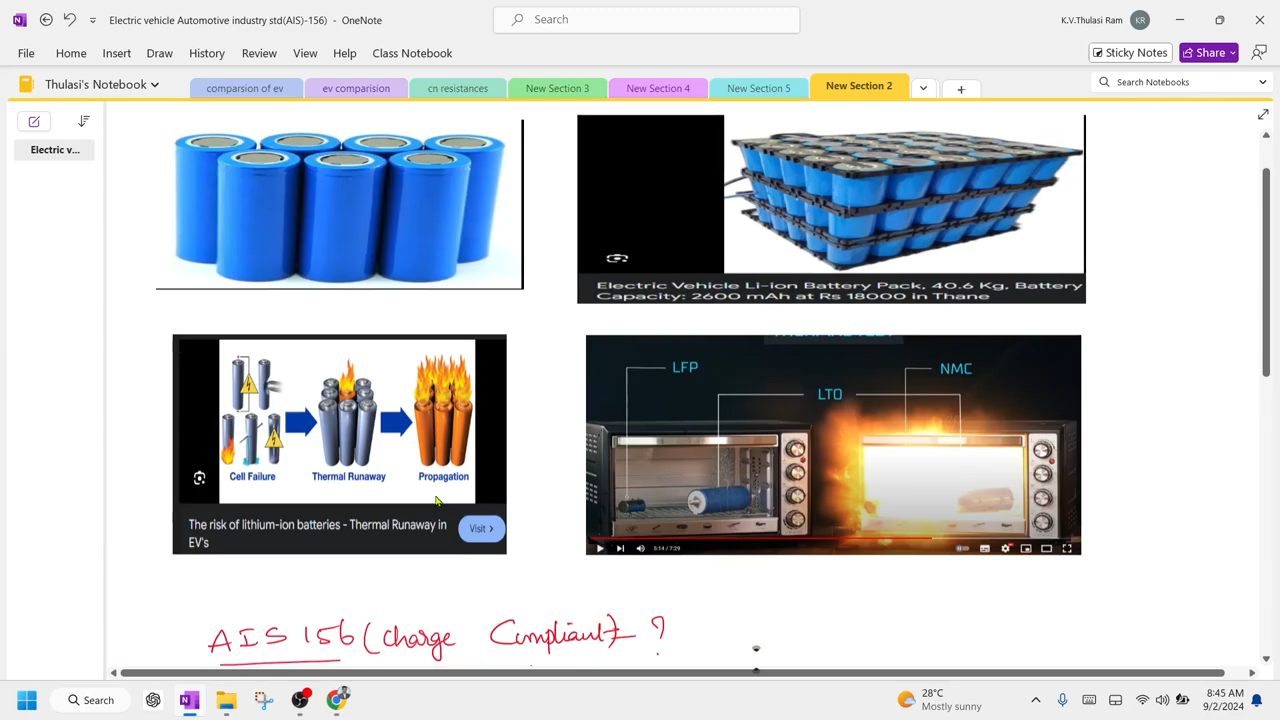 Electric vehicle Automotive industry std(AIS)-156) - OneNote
Search
K.V.Thulasi Ram
KR
File Home Insert Draw History Review View Help Class Notebook
Sticky Notes
Share
Thulasi's Notebook
comparsion of ev
ev comparision
cn resistances
New Section 3
New Section 4
New Section 5
New Section 2
Search Notebooks
Electric v...
Electric Vehicle Li-ion Battery Pack, 40.6 Kg, Battery
Capacity: 2600 mAh at Rs 18000 in Thane
LFP
LTO
NMC
Cell Failure
Thermal Runaway
Propagation
The risk of lithium-ion batteries - Thermal Runaway in
EV's
Visit
5:14 / 7:29
AIS 156 (charge Compliant) ?
Search
28°C
Mostly sunny
8:45 AM
9/2/2024